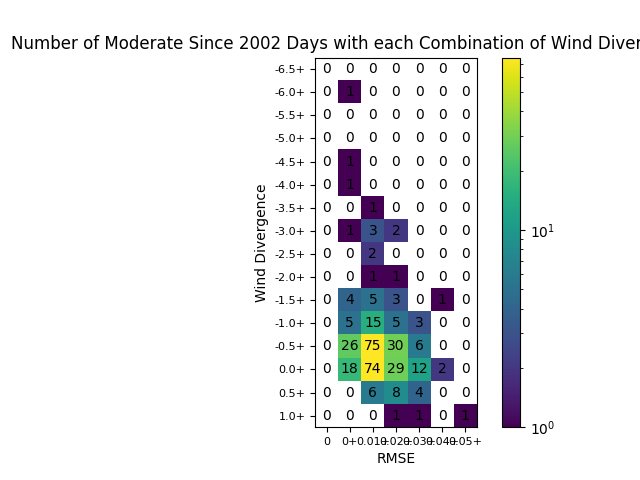 Number of Moderate Since 2002 Days with each Combination of Wind Diver
-6.5+ 0 0 0 0 0 0 0
-6.0+ 0 1 0 0 0 0 0
-5.5+ 0 0 0 0 0 0 0
-5.0+ 0 0 0 0 0 0 0
-4.5+ 0 1 0 0 0 0 0
-4.0+ 0 1 0 0 0 0 0
-3.5+ 0 0 1 0 0 0 0
-3.0+ 0 1 3 2 0 0 0
-2.5+ 0 0 2 0 0 0 0
-2.0+ 0 0 1 1 0 0 0
-1.5+ 0 4 5 3 0 1 0
-1.0+ 0 5 15 5 3 0 0
-0.5+ 0 26 75 30 6 0 0
0.0+ 0 18 74 29 12 2 0
0.5+ 0 0 6 8 4 0 0
1.0+ 0 0 0 1 1 0 1
0 0+
RMSE
Wind Divergence
10^1
10^0